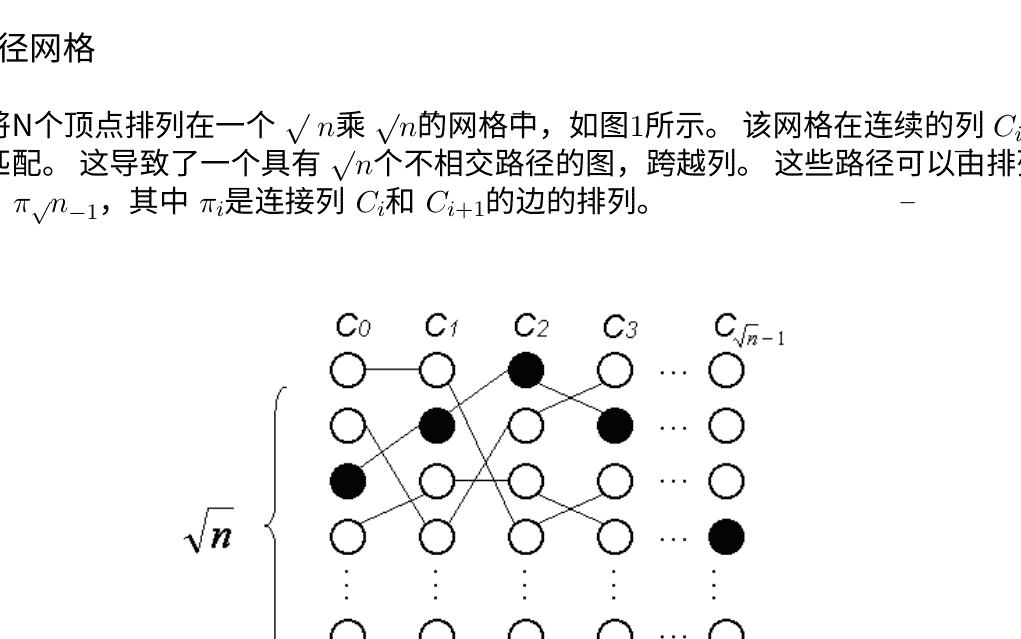 径网格
将N个顶点排列在一个 √n乘 √n的网格中，如图1所示。 该网格在连续的列 Ci
匹配。 这导致了一个具有 √n个不相交路径的图，跨越列。 这些路径可以由排列
π√n−1，其中 πi是连接列 Ci和 Ci+1的边的排列。 –
C0 C1 C2 C3 C√n−1
···
···
···
√n ···
···